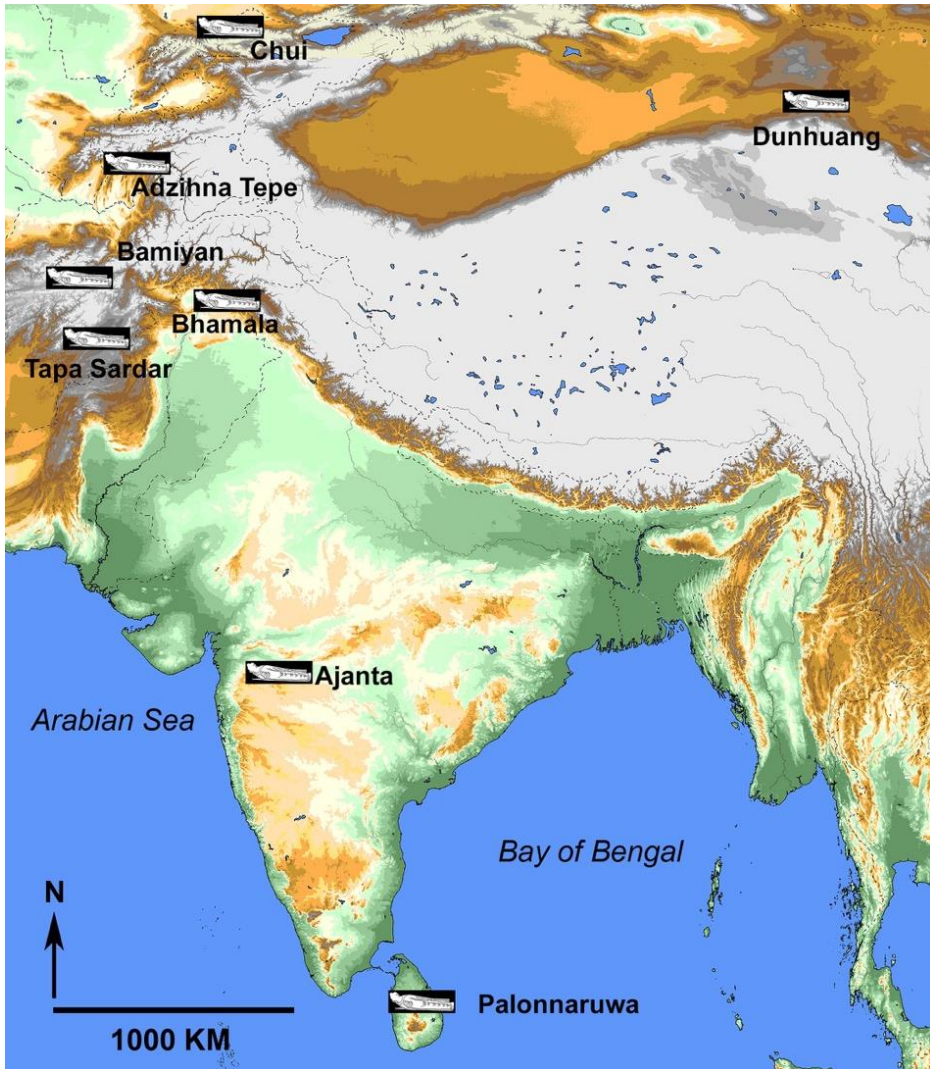 Chui
Dunhuang
Adzihna Tepe
Bamiyan
Bhamala
Tapa Sardar
Ajanta
Arabian Sea
Bay of Bengal
N
Palonnaruwa
1000 KM